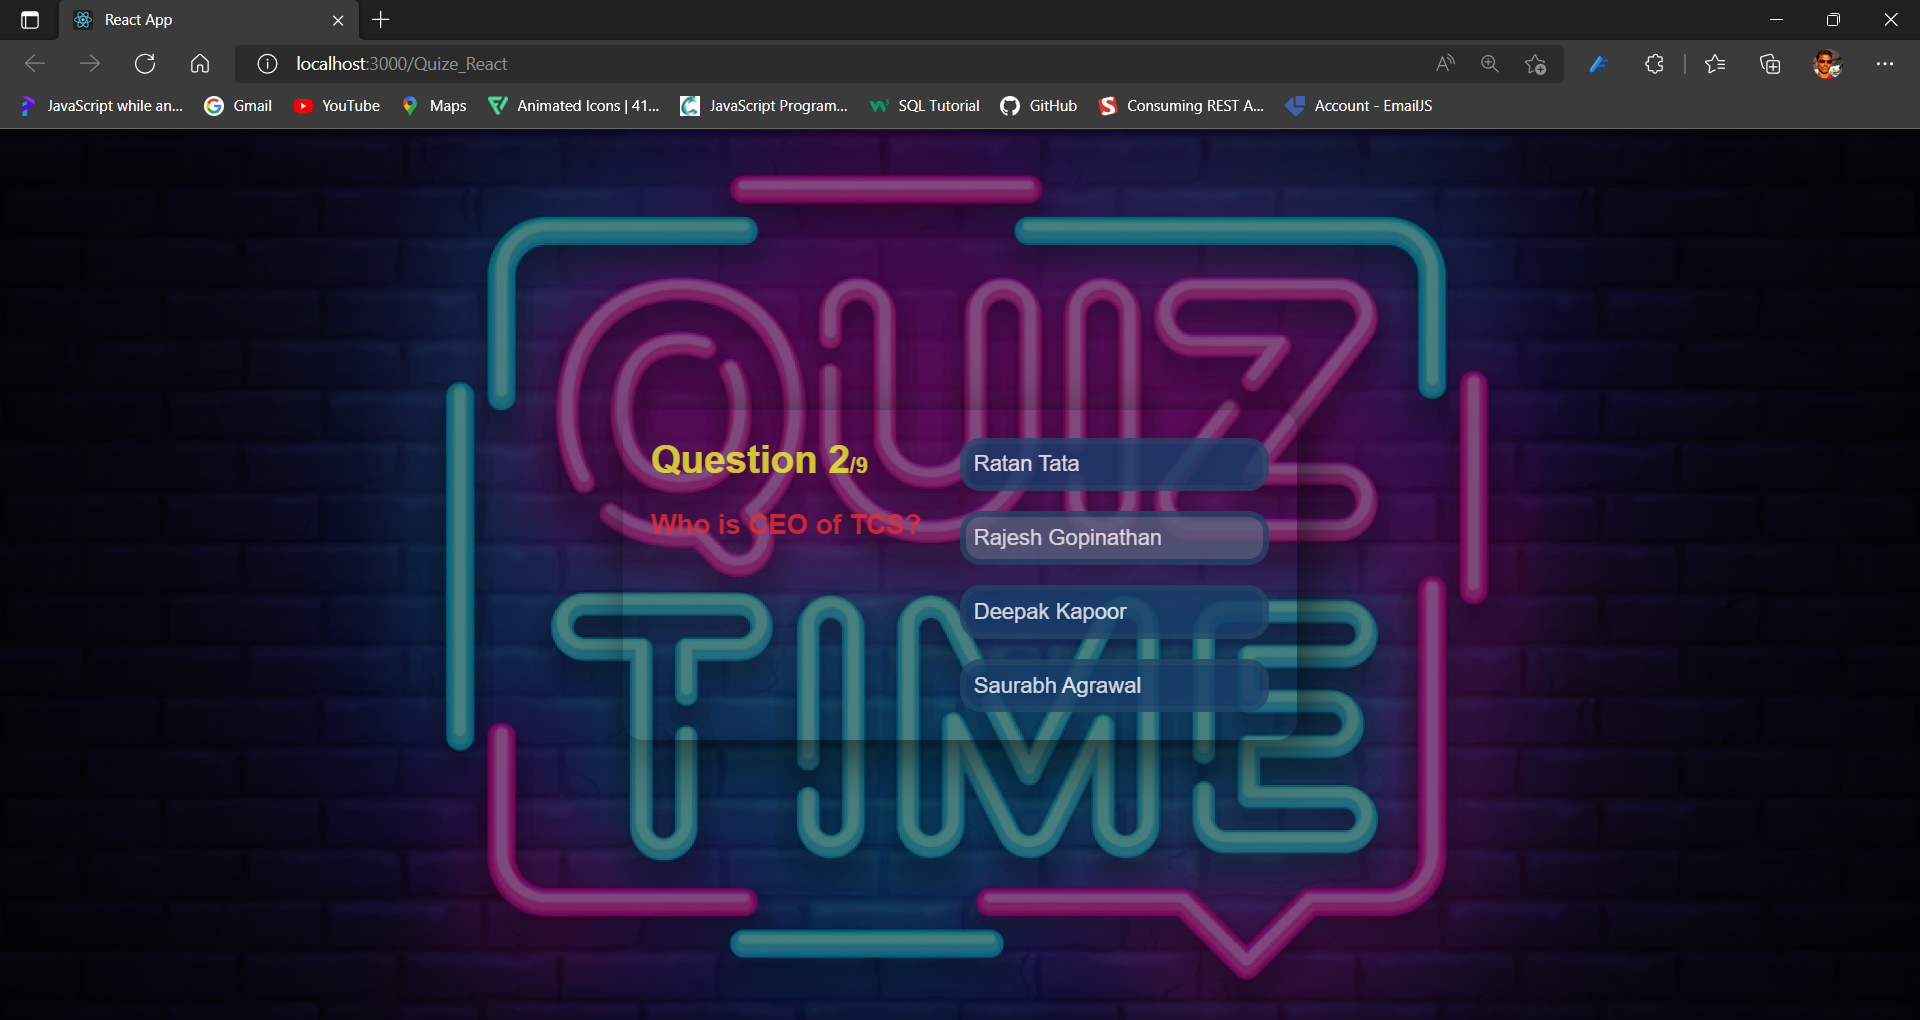 React App
localhost:3000/Quize_React
JavaScript while an... Gmail YouTube Maps Animated Icons | 41... JavaScript Program... SQL Tutorial GitHub Consuming REST A... Account - EmailJS
QUIZ
TIME
Question 2/9
Who is CEO of TCS?
Ratan Tata
Rajesh Gopinathan
Deepak Kapoor
Saurabh Agrawal